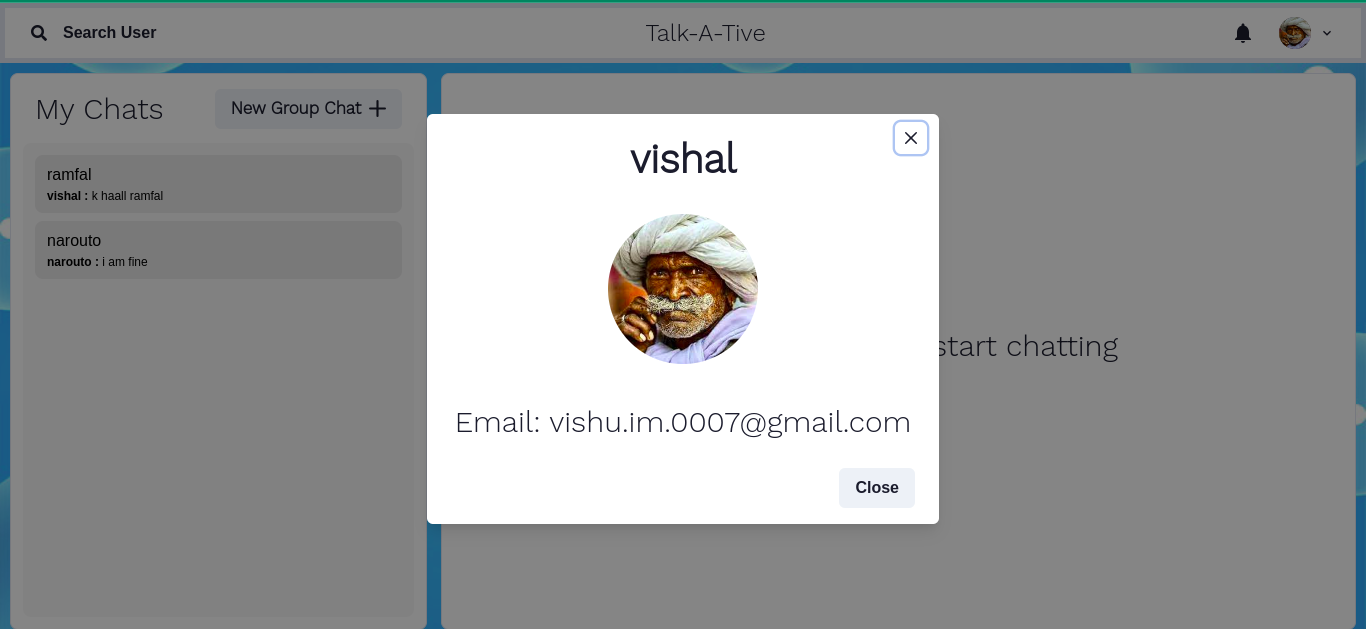 Search User
Talk-A-Tive
My Chats
New Group Chat
ramfal
vishal : k haall ramfal
narouto
narouto : i am fine
vishal
start chatting
Email: vishu.im.0007@gmail.com
Close